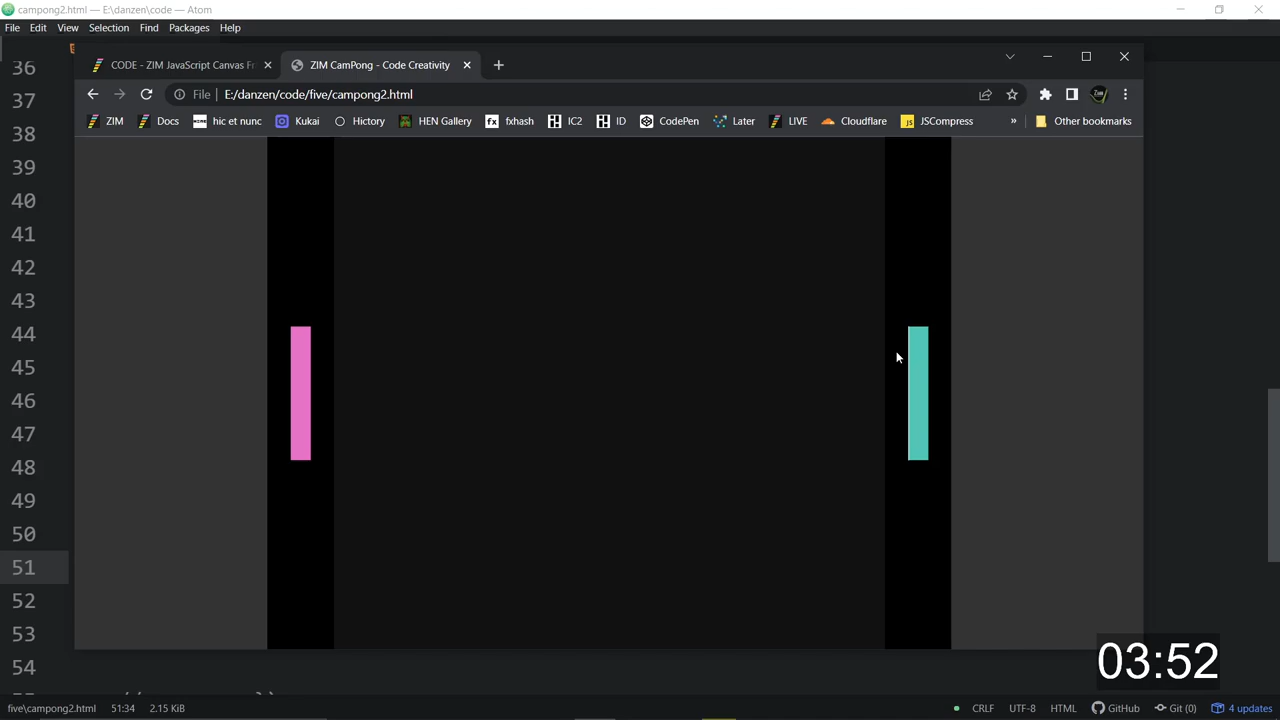 campong2.html — E:\danzen\code — Atom
File Edit View Selection Find Packages Help
CODE - ZIM JavaScript Canvas Fr
ZIM CamPong - Code Creativity
File E:/danzen/code/five/campong2.html
ZIM Docs hic et nunc Kukai Hictory HEN Gallery fxhash IC2 ID CodePen Later LIVE Cloudflare JSCompress » Other bookmarks
36
37
38
39
40
41
42
43
44
45
46
47
48
49
50
51
52
53
54
03:52
five\campong2.html 51:34 2.15 KiB CRLF UTF-8 HTML GitHub Git (0) 4 updates